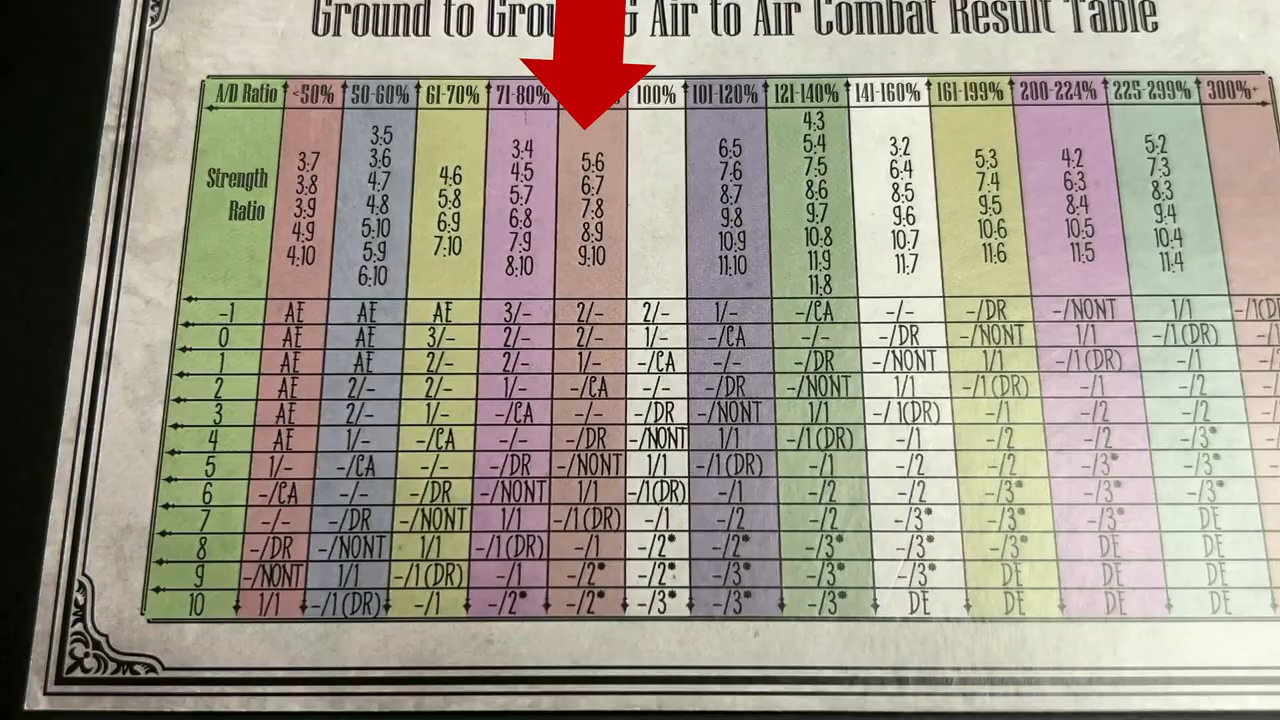 Ground to Air to Air Combat Result Table
A/D Ratio <50% 50-60% 61-70% 71-80% 100% 101-120% 121-140% 141-160% 161-199% 200-224% 225-299% 300%+
Strength Ratio
3:7 3:8 3:9 4:9 4:10
3:5 3:6 4:7 4:8 5:10 5:9 6:10
4:6 5:8 6:9 7:10
3:4 4:5 5:7 6:8 7:9 8:10
5:6 6:7 7:8 8:9 9:10
6:5 7:6 8:7 9:8 10:9 11:10
4:3 5:4 7:5 8:6 9:7 10:8 11:9 11:8
3:2 6:4 8:5 9:6 10:7 11:7
5:3 7:4 9:5 10:6 11:6
4:2 6:3 8:4 10:5 11:5
5:2 7:3 8:3 9:4 10:4 11:4
-1 AE AE AE 3/- 2/- 2/- 1/- -/CA -/- -/DR -/NONT 1/1
0 AE AE 3/- 2/- 2/- 1/- -/CA -/- -/DR -/NONT 1/1 -/1(DR)
1 AE AE 2/- 2/- 1/- -/CA -/- -/DR -/NONT 1/1 -/1(DR) -/1
2 AE 2/- 2/- 1/- -/CA -/- -/DR -/NONT 1/1 -/1(DR) -/1 -/2
3 AE 2/- 1/- -/CA -/- -/DR -/NONT 1/1 -/1(DR) -/1 -/2 -/2
4 AE 1/- -/CA -/- -/DR -/NONT 1/1 -/1(DR) -/1 -/2 -/2 -/3*
5 1/- -/CA -/- -/DR -/NONT 1/1 -/1(DR) -/1 -/2 -/2 -/3* -/3*
6 -/CA -/- -/DR -/NONT 1/1 -/1(DR) -/1 -/2 -/2 -/3* -/3* -/3*
7 -/- -/DR -/NONT 1/1 -/1(DR) -/1 -/2 -/2 -/3* -/3* -/3* DE
8 -/DR -/NONT 1/1 -/1(DR) -/1 -/2* -/2* -/3* -/3* -/3* DE DE
9 -/NONT 1/1 -/1(DR) -/1 -/2* -/2* -/3* -/3* -/3* DE DE DE
10 1/1 -/1(DR) -/1 -/2* -/2* -/3* -/3* -/3* DE DE DE DE